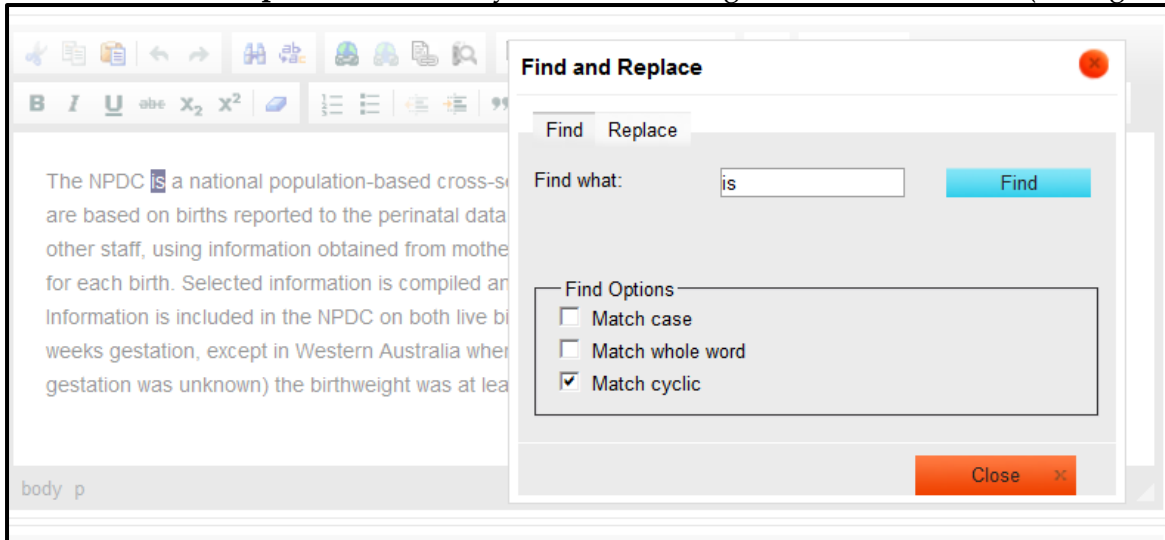 Find and Replace
B I U abc X2 X²
Find Replace
The NPDC is a national population-based cross-s
Find what: is Find
are based on births reported to the perinatal data
other staff, using information obtained from mothe
for each birth. Selected information is compiled an
Find Options
Match case
Information is included in the NPDC on both live bi
weeks gestation, except in Western Australia wher
Match whole word
gestation was unknown) the birthweight was at lea
Match cyclic
Close
body p